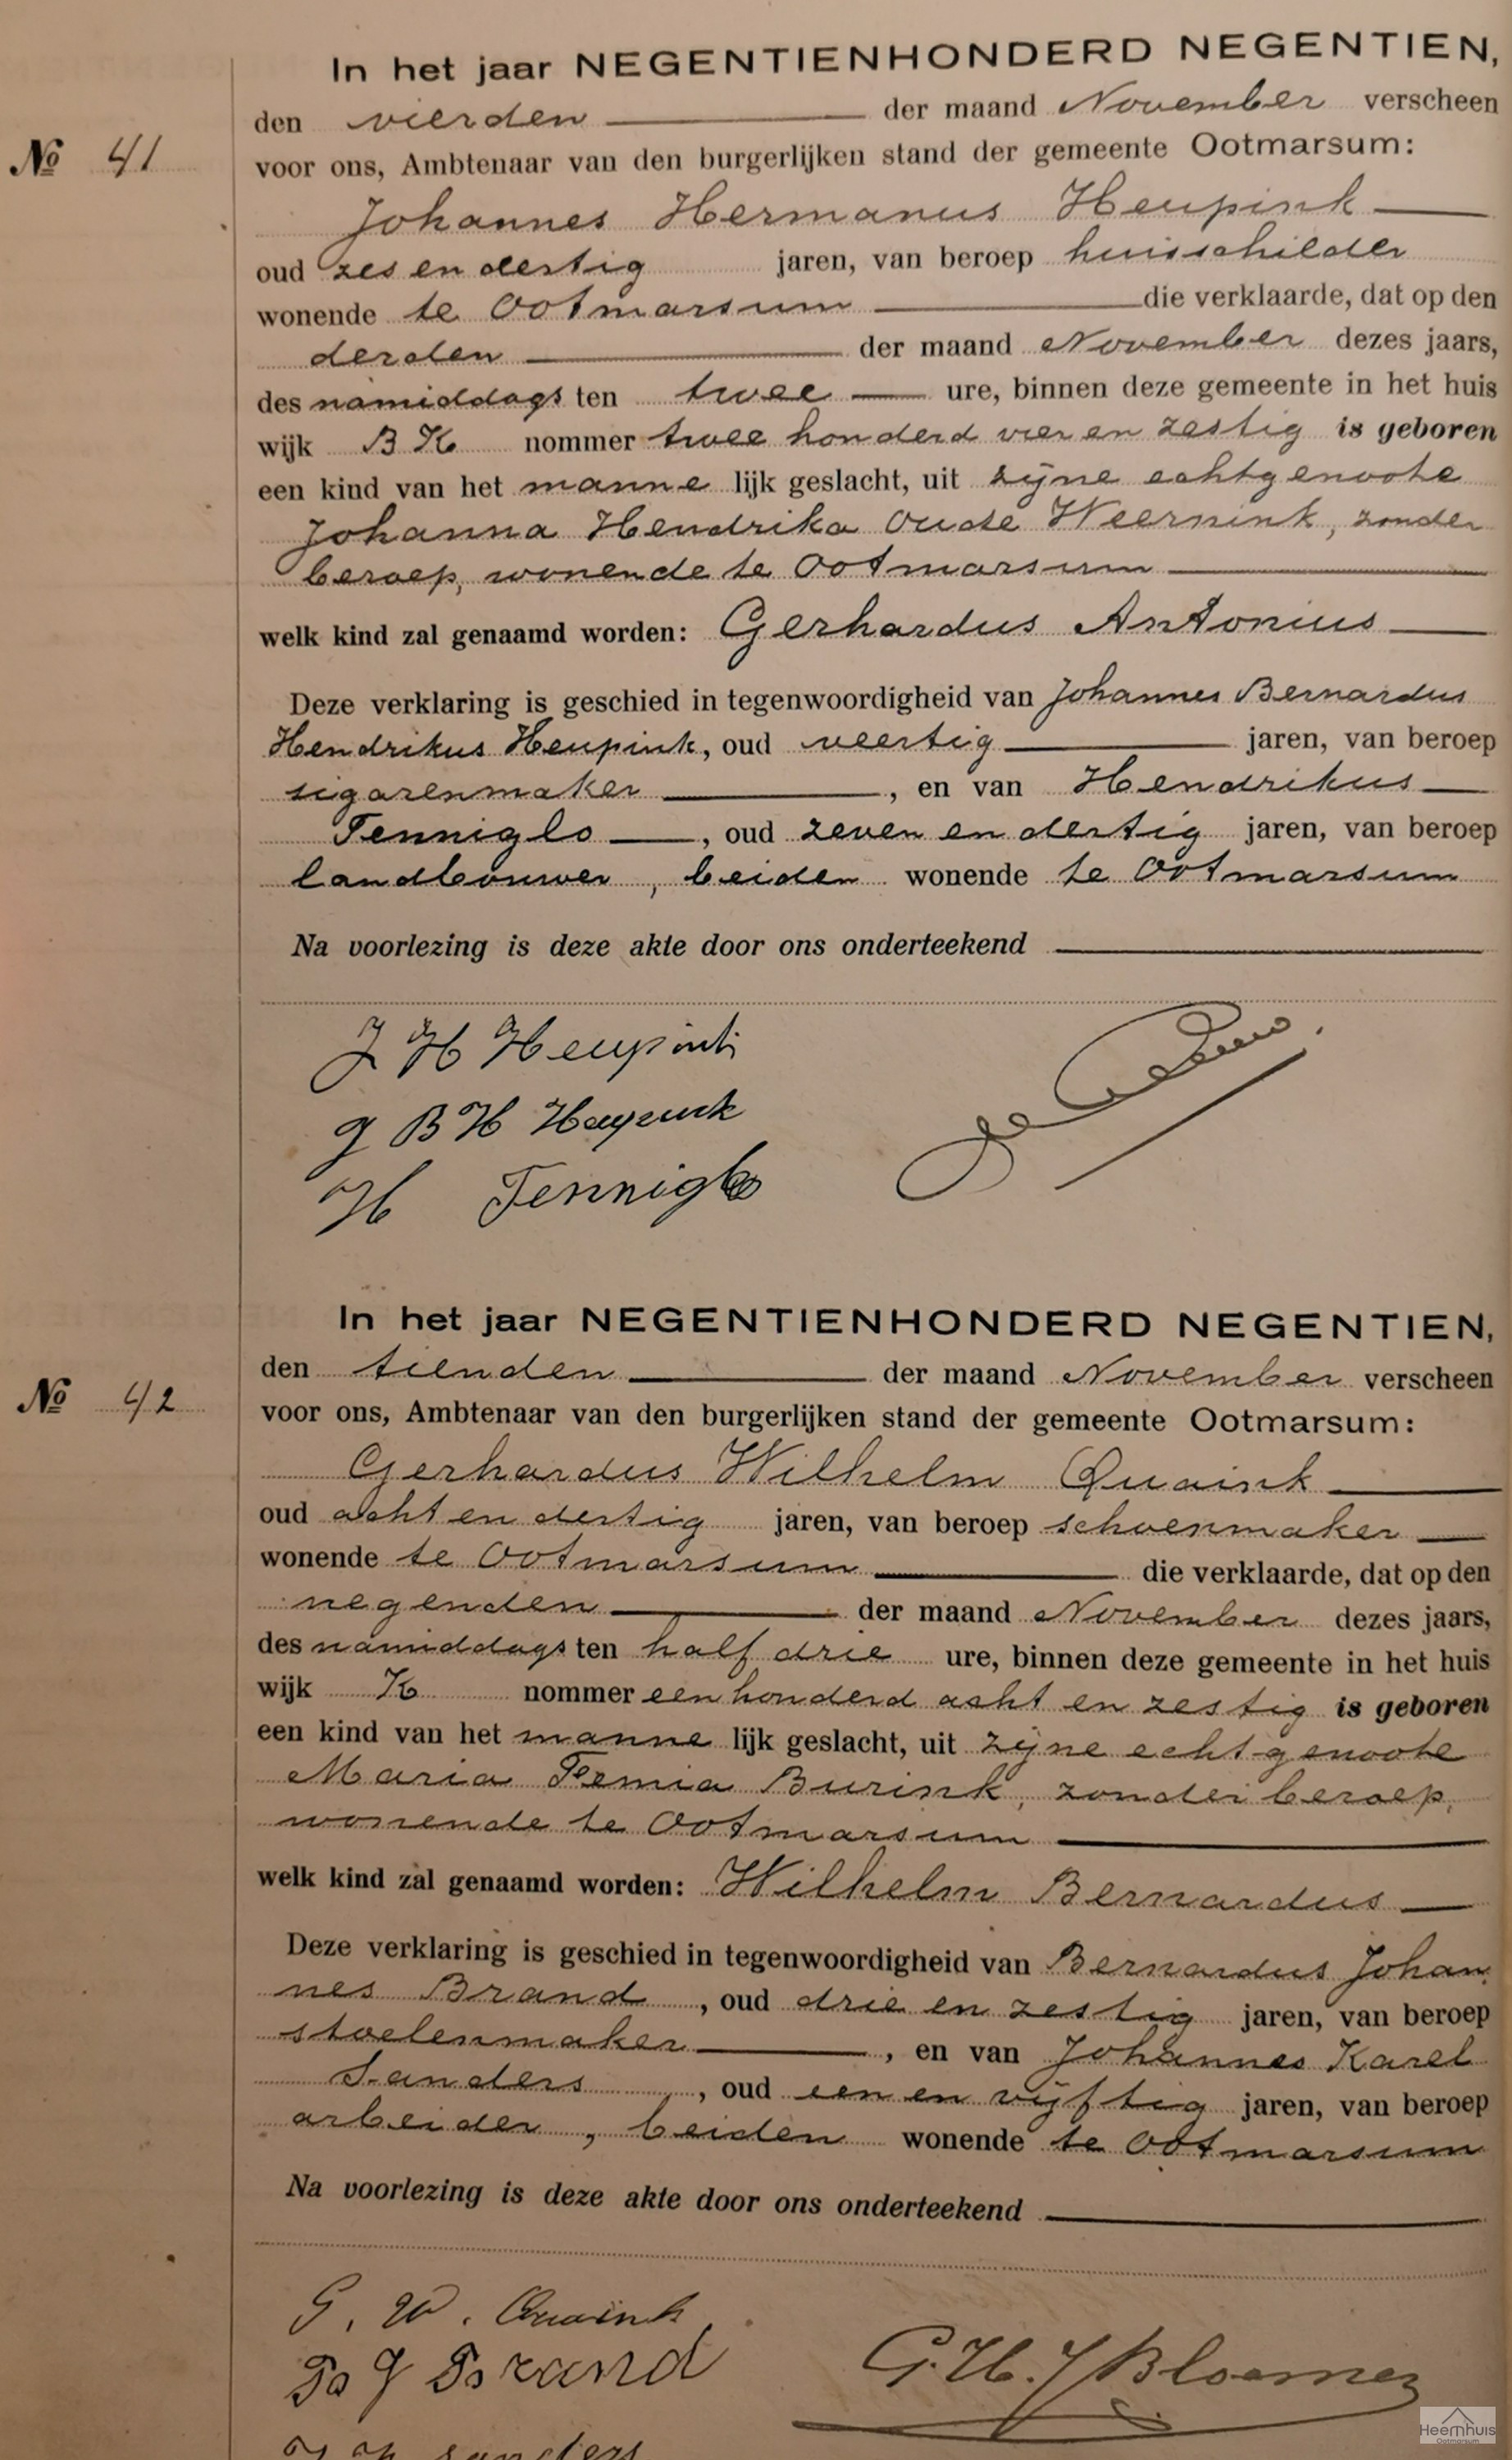 In het jaar NEGENTIENHONDERD NEGENTIEN,
den vierden der maand November verscheen
No 41
voor ons, Ambtenaar van den burgerlijken stand der gemeente Ootmarsum:
Johannes Hermanus Heupink
oud zes en dertig jaren, van beroep huisschilder
wonende te Ootmarsum die verklaarde, dat op den
derden der maand November dezes jaars,
des namiddags ten twee ure, binnen deze gemeente in het huis
wijk B K nommer twee honderd vier en zestig is geboren
een kind van het manne lijk geslacht, uit zijne echtgenoote
Johanna Hendrika Oude Weernink, zonder
beroep, wonende te Ootmarsum
welk kind zal genaamd worden: Gerhardus Antonius
Deze verklaring is geschied in tegenwoordigheid van Johannes Bernardus
Hendrikus Heupink, oud veertig jaren, van beroep
sigarenmaker, en van Hendrikus
Tenniglo, oud zeven en dertig jaren, van beroep
landbouwer, beiden wonende te Ootmarsum
Na voorlezing is deze akte door ons onderteekend
J H Heupink
J B H Heupink
H Tenniglo
In het jaar NEGENTIENHONDERD NEGENTIEN,
den tienden der maand November verscheen
No 42
voor ons, Ambtenaar van den burgerlijken stand der gemeente Ootmarsum:
Gerhardus Wilhelm Quaink
oud acht en dertig jaren, van beroep schoenmaker
wonende te Ootmarsum die verklaarde, dat op den
negenden der maand November dezes jaars,
des namiddags ten half drie ure, binnen deze gemeente in het huis
wijk K nommer een honderd acht en zestig is geboren
een kind van het manne lijk geslacht, uit zijne echtgenoote
Maria Femia Burink, zonder beroep,
wonende te Ootmarsum
welk kind zal genaamd worden: Wilhelm Bernardus
Deze verklaring is geschied in tegenwoordigheid van Bernardus Johan
nes Brand, oud drie en zestig jaren, van beroep
stoelenmaker, en van Johannes Karel
Sanders, oud een en vijftig jaren, van beroep
arbeider, beiden wonende te Ootmarsum
Na voorlezing is deze akte door ons onderteekend
G. W. Quaink
B J Brand
G. H. J Bloemen
sanders
Heemhuis
Ootmarsum